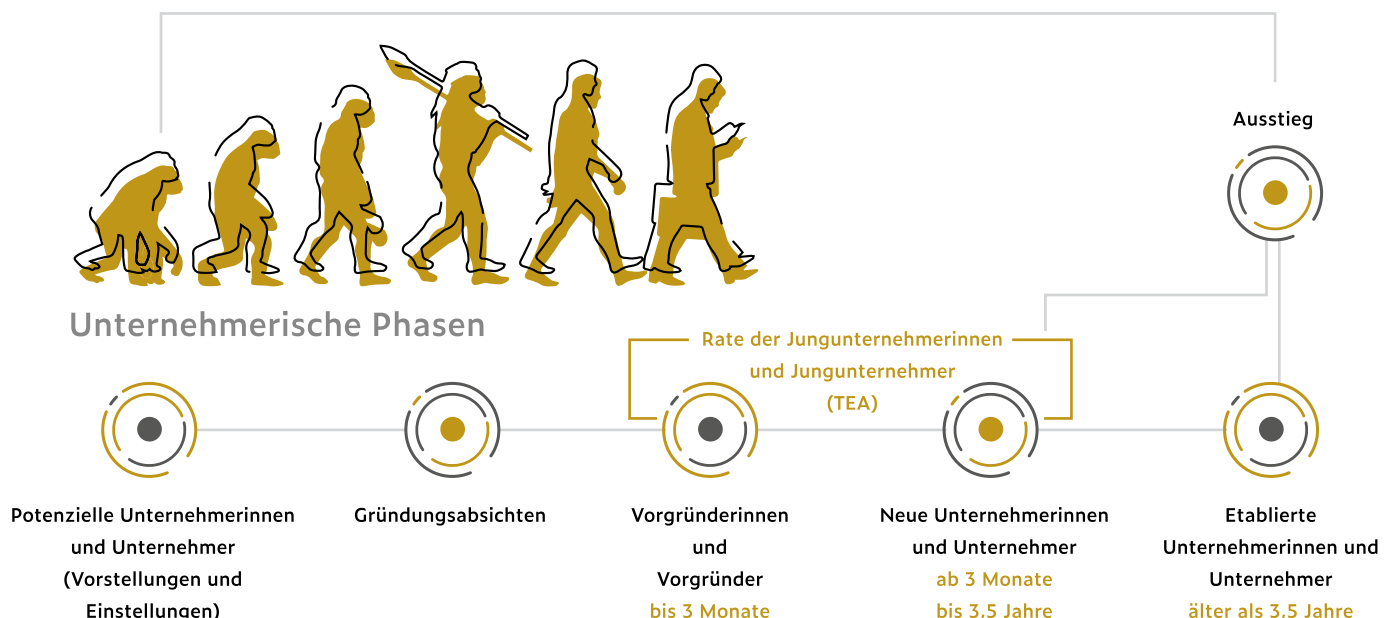 Ausstieg
Unternehmerische Phasen
Rate der Jungunternehmerinnen
und Jungunternehmer
(TEA)
Potenzielle Unternehmerinnen
und Unternehmer
(Vorstellungen und
Einstellungen)
Gründungsabsichten
Vorgründerinnen
und
Vorgründer
bis 3 Monate
Neue Unternehmerinnen
und Unternehmer
ab 3 Monate
bis 3,5 Jahre
Etablierte
Unternehmerinnen und
Unternehmer
älter als 3,5 Jahre